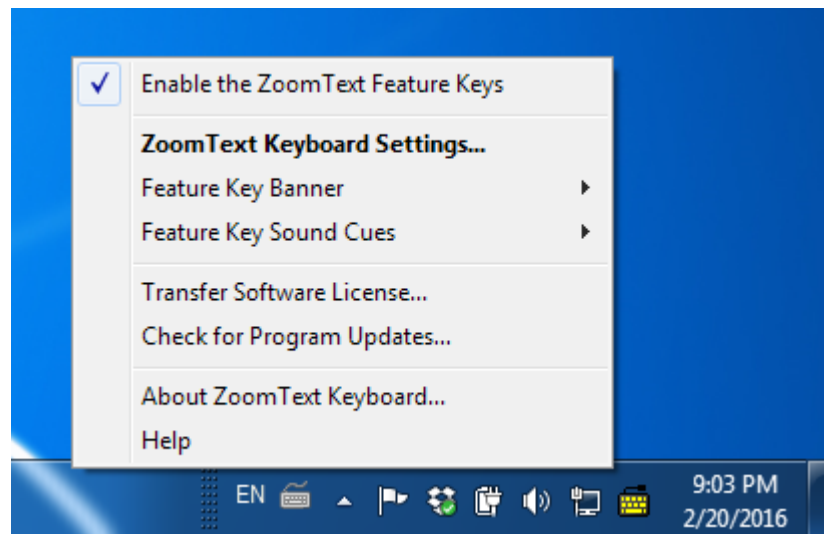 Enable the ZoomText Feature Keys
ZoomText Keyboard Settings...
Feature Key Banner
Feature Key Sound Cues
Transfer Software License...
Check for Program Updates...
About ZoomText Keyboard...
Help
EN
9:03 PM
2/20/2016